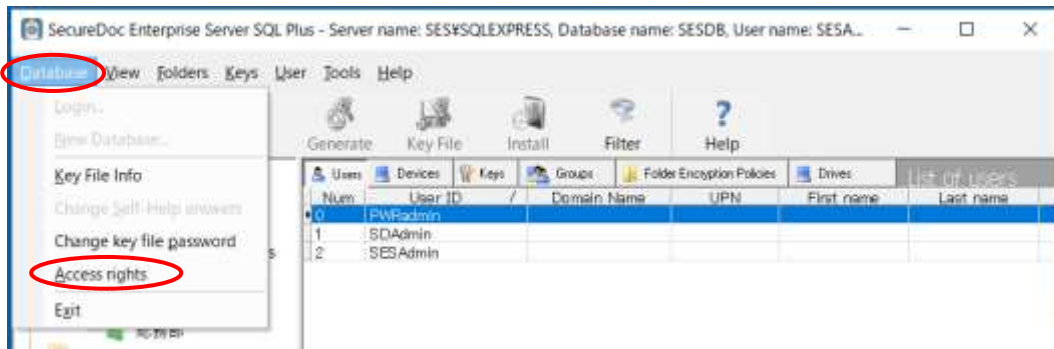 SecureDoc Enterprise Server SQL Plus - Server name: SES¥SQLEXPRESS, Database name: SESDB, User name: SESA...
Database View Folders Keys User Tools Help
Login...
New Database...
Key File Info
Change Self-Help answers
Change key file password
Access rights
Exit
Generate Key File Install Filter Help
Users Devices Keys Groups Folder Encryption Policies Drives List of users
Num User ID / Domain Name UPN First name Last name
0 PWRadmin
1 SDAdmin
2 SESAdmin
s